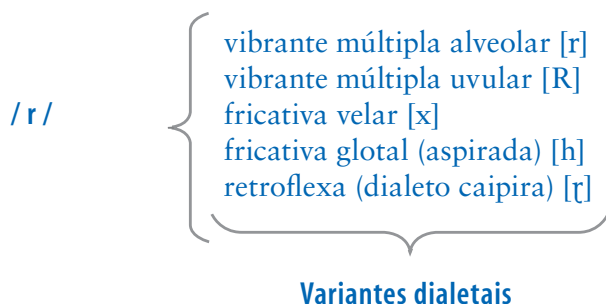 vibrante múltipla alveolar [r]
vibrante múltipla uvular [R]
/ r / fricativa velar [x]
fricativa glotal (aspirada) [h]
retroflexa (dialeto caipira) [ɽ]
Variantes dialetais